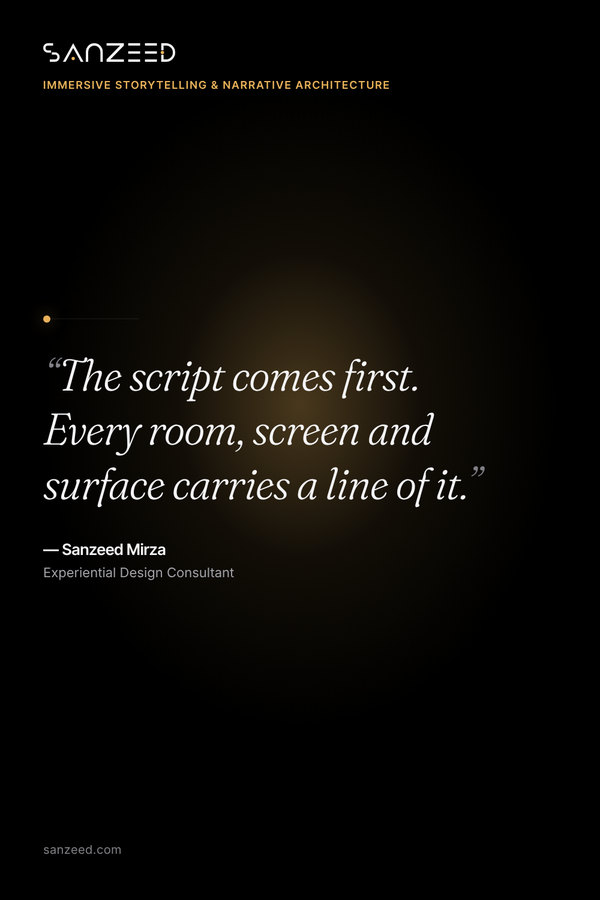 SANZEED
IMMERSIVE STORYTELLING & NARRATIVE ARCHITECTURE
“The script comes first.
Every room, screen and
surface carries a line of it.”
— Sanzeed Mirza
Experiential Design Consultant
sanzeed.com